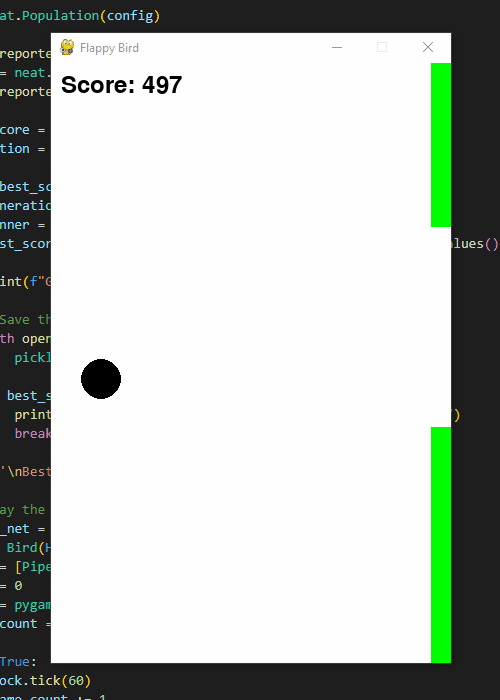 at.Population(config)
Flappy Bird
Score: 497
reporte
= neat.
reporte
core =
tion =
best_sc
neratio
nner =
st_scor
alues()
int(f"G
Save th
th open
pickl
best_s
print
)
break
'\nBest
ay the
_net =
Bird(H
= [Pipe
= 0
= pygam
count =
True:
ock.tick(60)
ame_count += 1